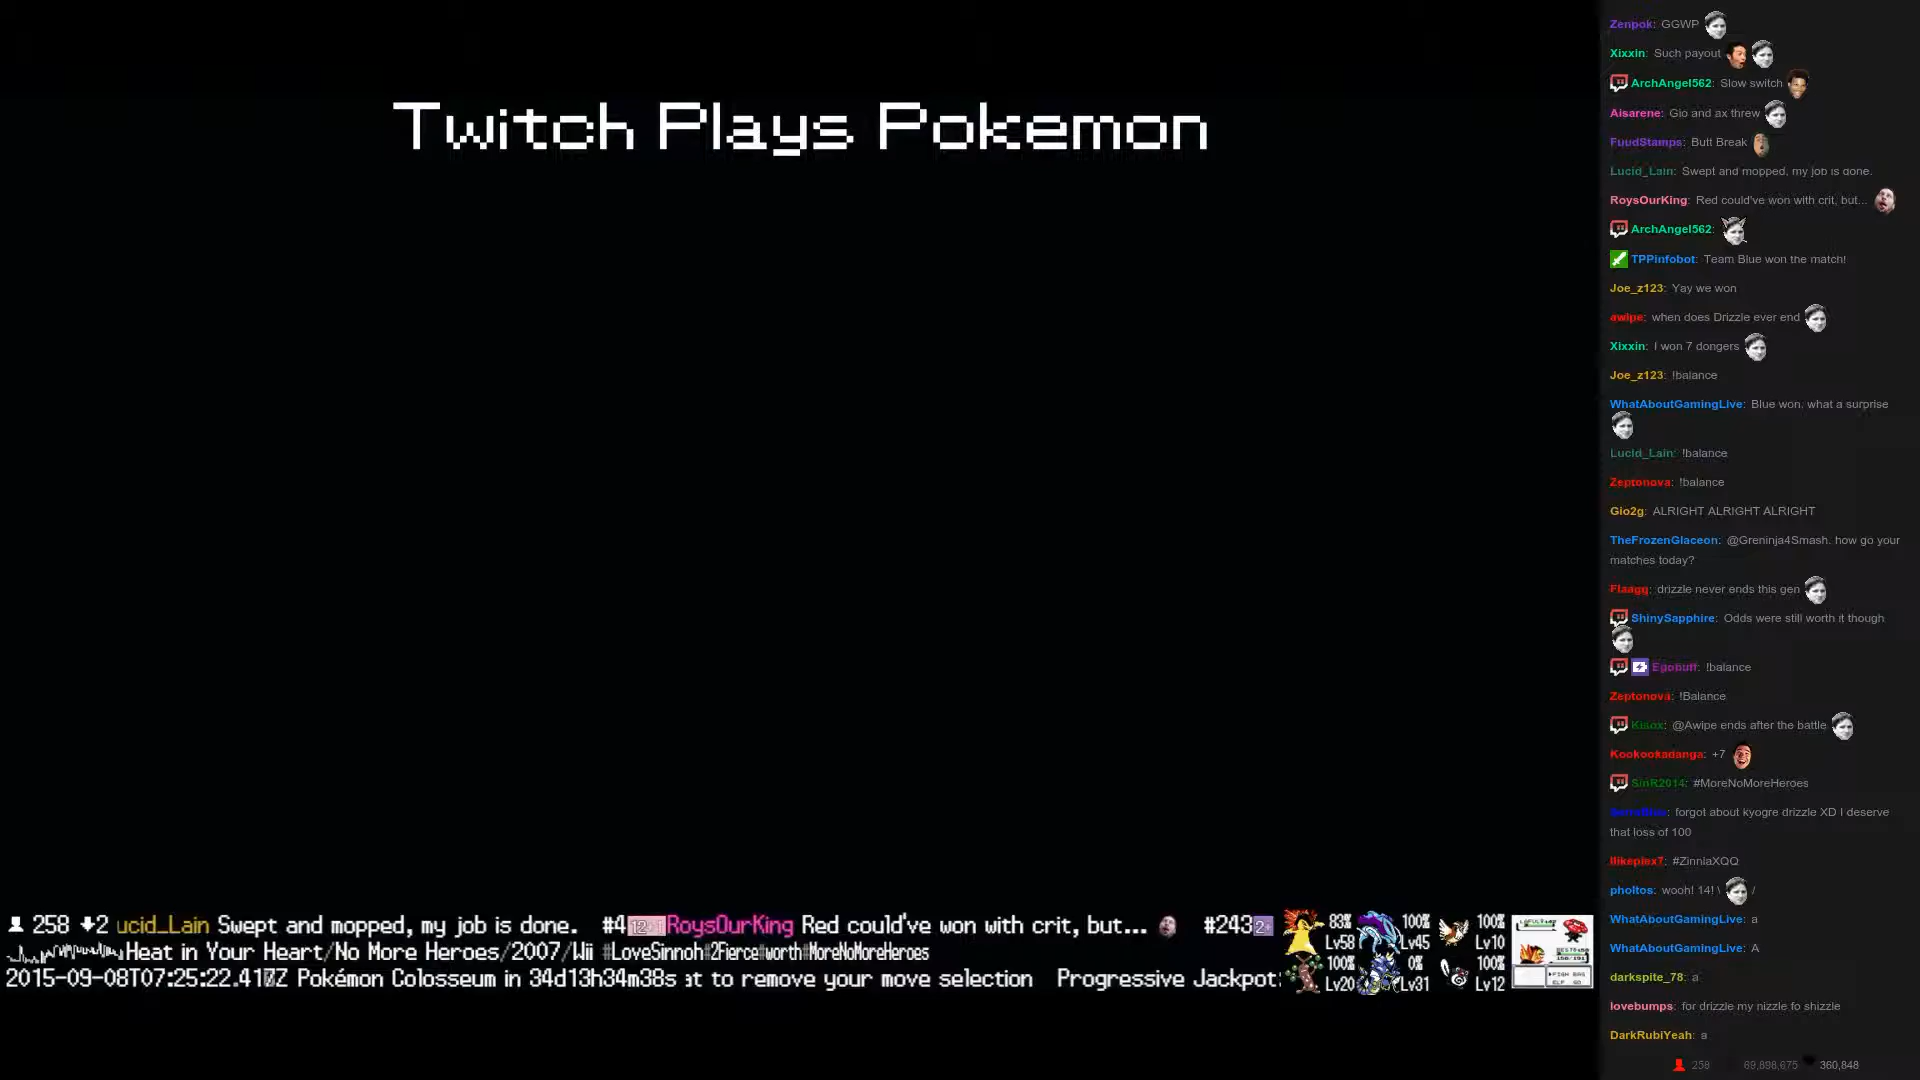 Twitch Plays Pokemon
258 2 ucid_Lain Swept and mopped, my job is done. #4 RoysOurKing Red could've won with crit, but... #243 2+
Heat in Your Heart/No More Heroes/2007/Wii #LoveSinnoh#2Fierce#worth#MoreNoMoreHeroes
2015-09-08T07:25:22.41 Z Pokémon Colosseum in 34d13h34m38s at to remove your move selection Progressive Jackpot:
83% 100% 100%
Lv58 Lv45 Lv10
100% 0% 100%
Lv20 Lv31 Lv12
Zenpok: GGWP
Xixxin: Such payout
ArchAngel562: Slow switch
Aisarene: Gio and ax threw
FuudStamps: Butt Break
Lucid_Lain: Swept and mopped, my job is done.
RoysOurKing: Red could've won with crit, but...
ArchAngel562:
TPPinfobot: Team Blue won the match!
Joe_z123: Yay we won
awipe: when does Drizzle ever end
Xixxin: I won 7 dongers
Joe_z123: !balance
WhatAboutGamingLive: Blue won. what a surprise
Lucid_Lain: !balance
Zeptonova: !balance
Gio2g: ALRIGHT ALRIGHT ALRIGHT
TheFrozenGlaceon: @Greninja4Smash. how go your
matches today?
Flaagg: drizzle never ends this gen
ShinySapphire: Odds were still worth it though
Egobuff: !balance
Zeptonova: !Balance
Kisox: @Awipe ends after the battle
Kookookadanga: +7
SinR2014: #MoreNoMoreHeroes
: forgot about kyogre drizzle XD I deserve
that loss of 100
Ilikepiex7: #ZinniaXQQ
pholtos: wooh! 14! \ /
WhatAboutGamingLive: a
WhatAboutGamingLive: A
darkspite_78: a
lovebumps: for drizzle my nizzle fo shizzle
DarkRubiYeah: a
258 69,898,675 360,848